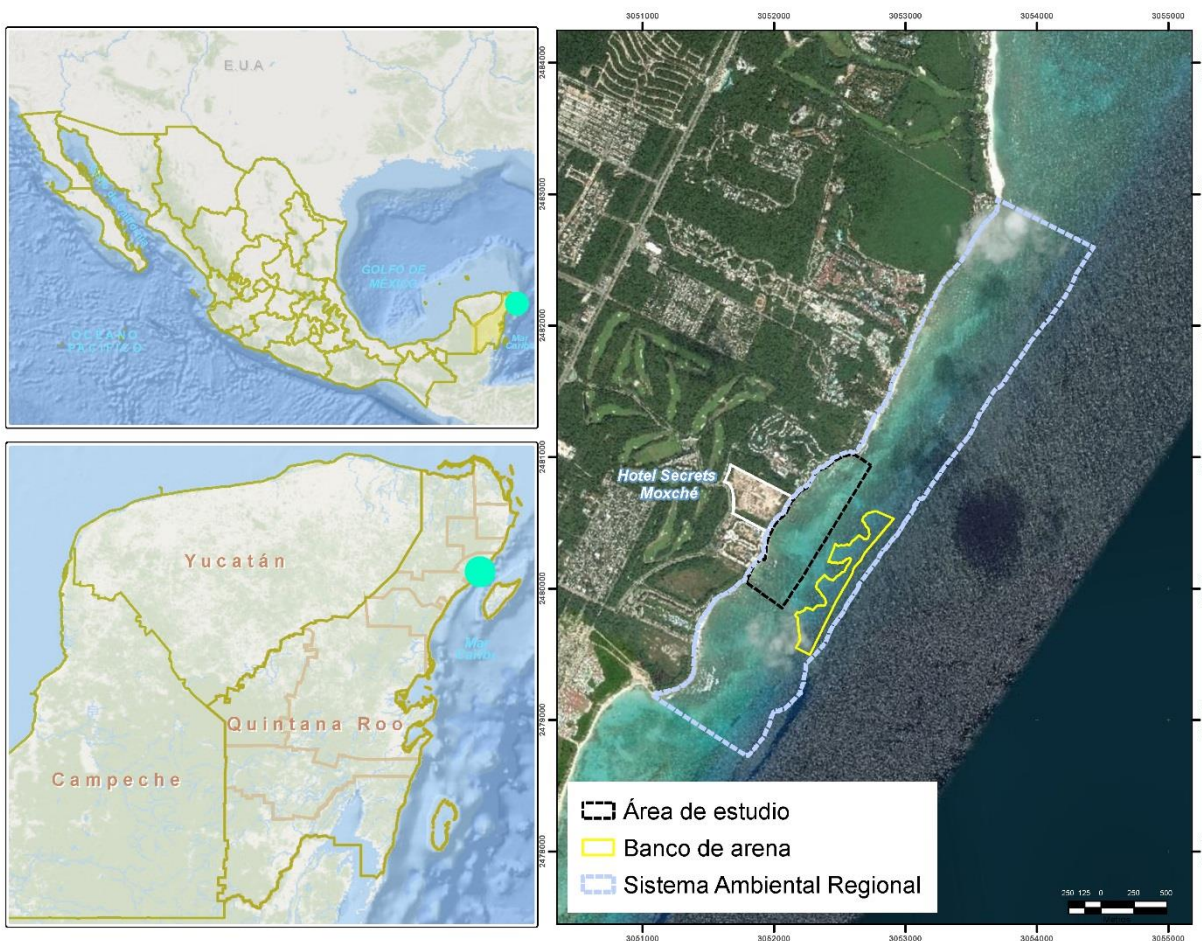 E U A
GOLFO DE
MÉXICO
OCÉANO
PACÍFICO
Yucatán
Quintana Roo
Campeche
3051000 3052000 3053000 3054000 3055000
2484000
2483000
2482000
2481000
2480000
2479000
2478000
Hotel Secrets
Moxché
Área de estudio
Banco de arena
Sistema Ambiental Regional
250 125 0 250 500
3051000 3052000 3053000 3054000 3055000